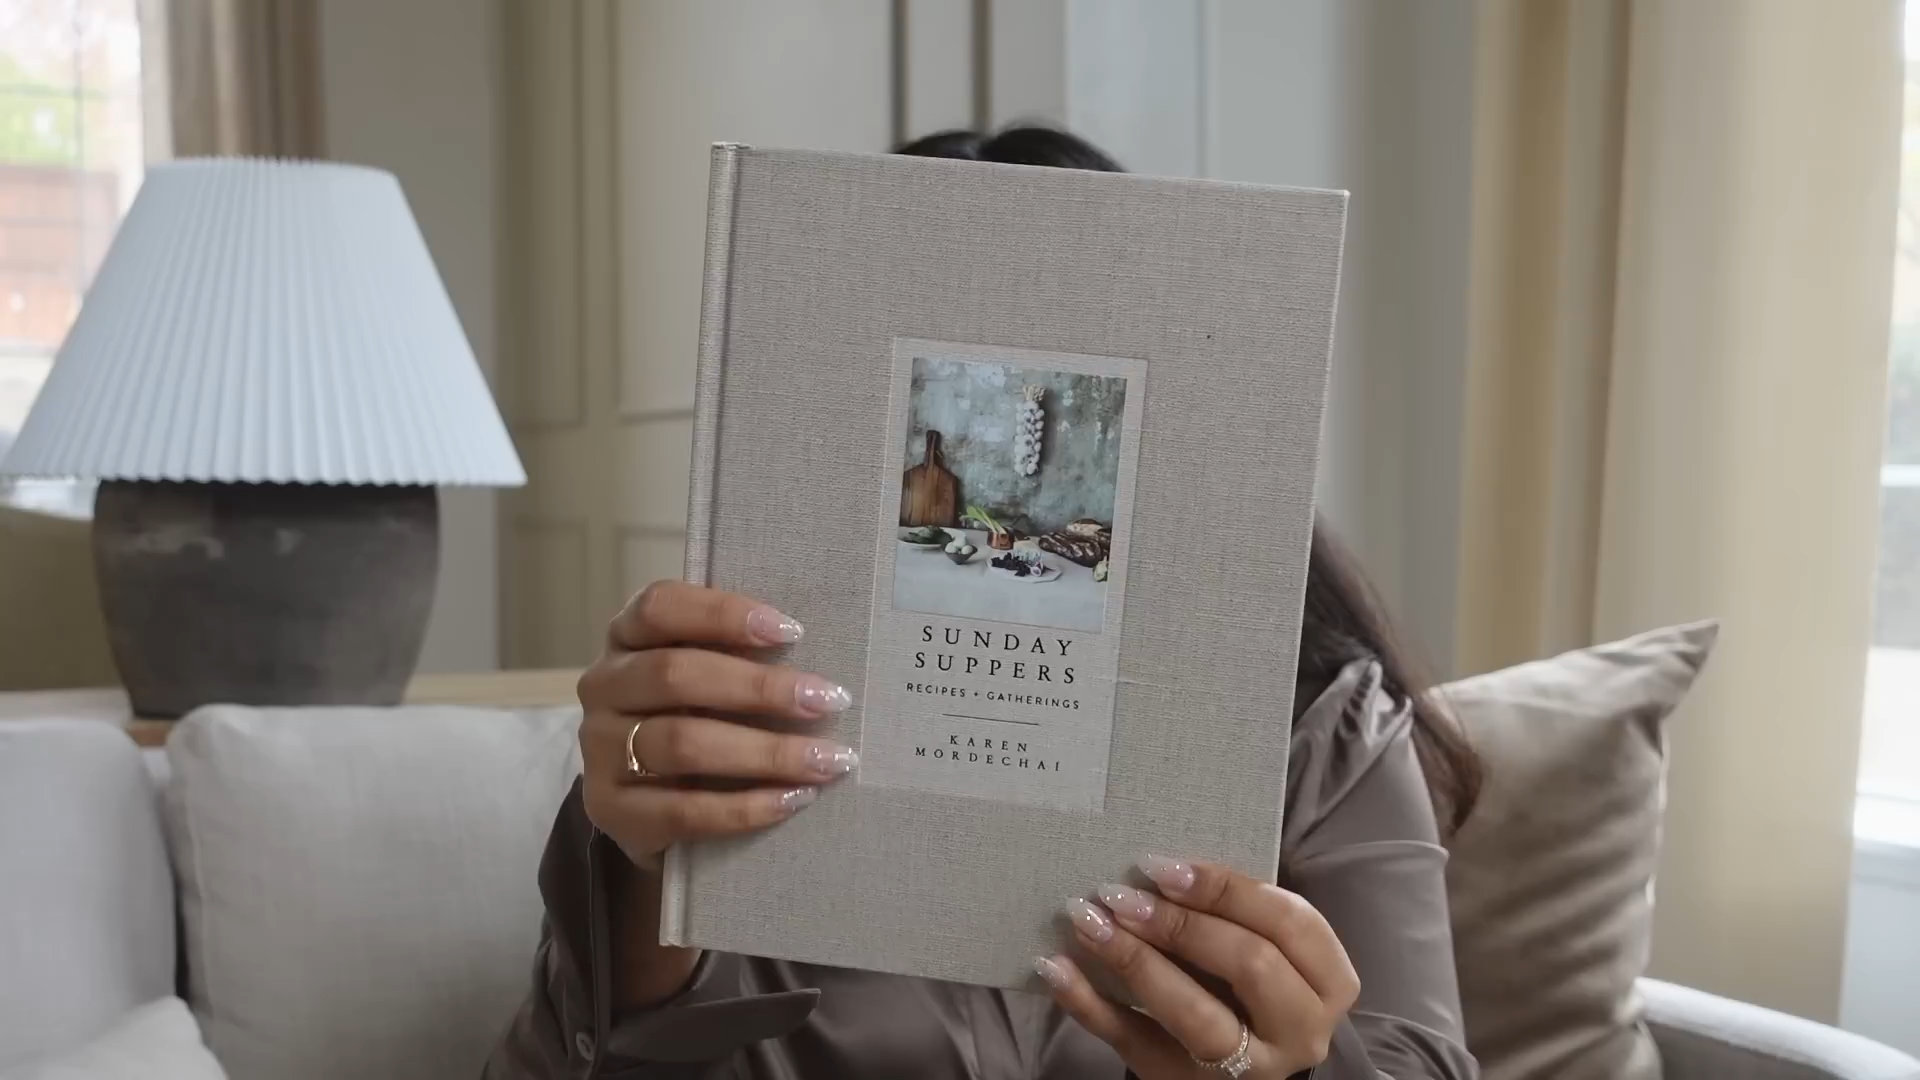 SUNDAY
SUPPERS
RECIPES + GATHERINGS
KAREN
MORDECHAI